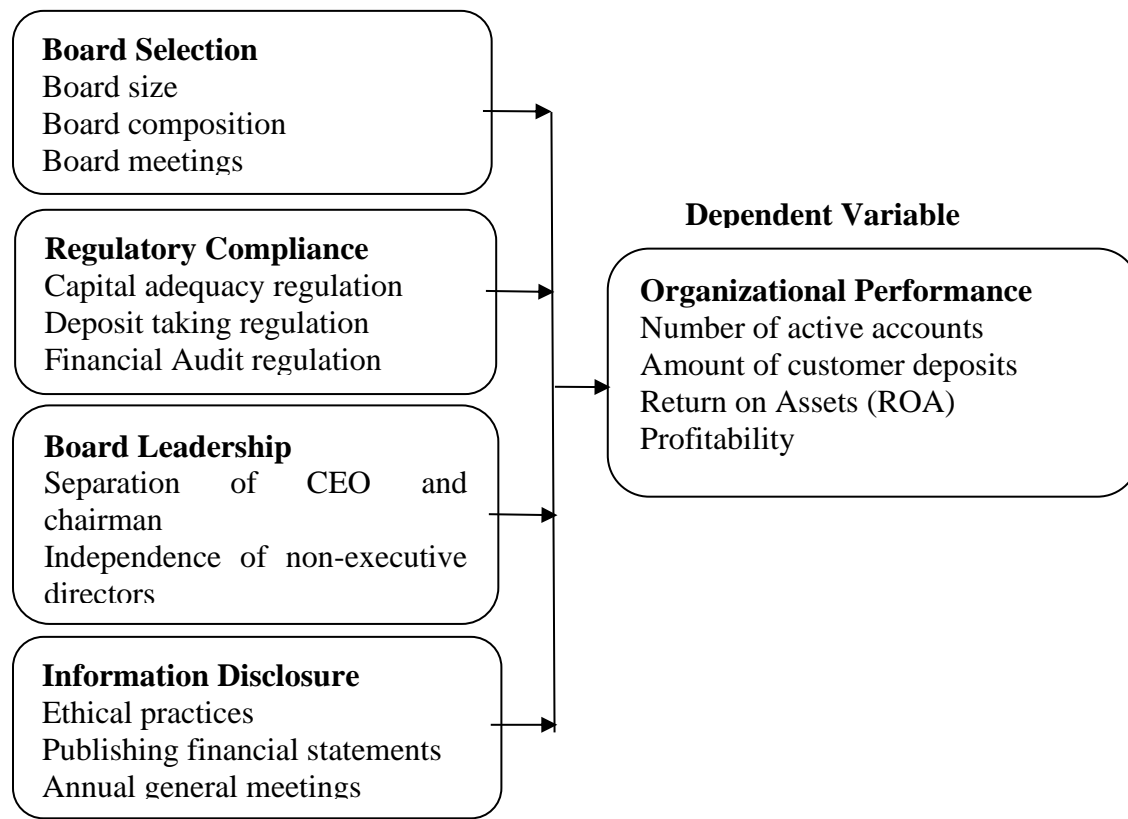 Board Selection
Board size
Board composition
Board meetings
Regulatory Compliance
Capital adequacy regulation
Deposit taking regulation
Financial Audit regulation
Board Leadership
Separation of CEO and
chairman
Independence of non-executive
directors
Information Disclosure
Ethical practices
Publishing financial statements
Annual general meetings
Dependent Variable
Organizational Performance
Number of active accounts
Amount of customer deposits
Return on Assets (ROA)
Profitability